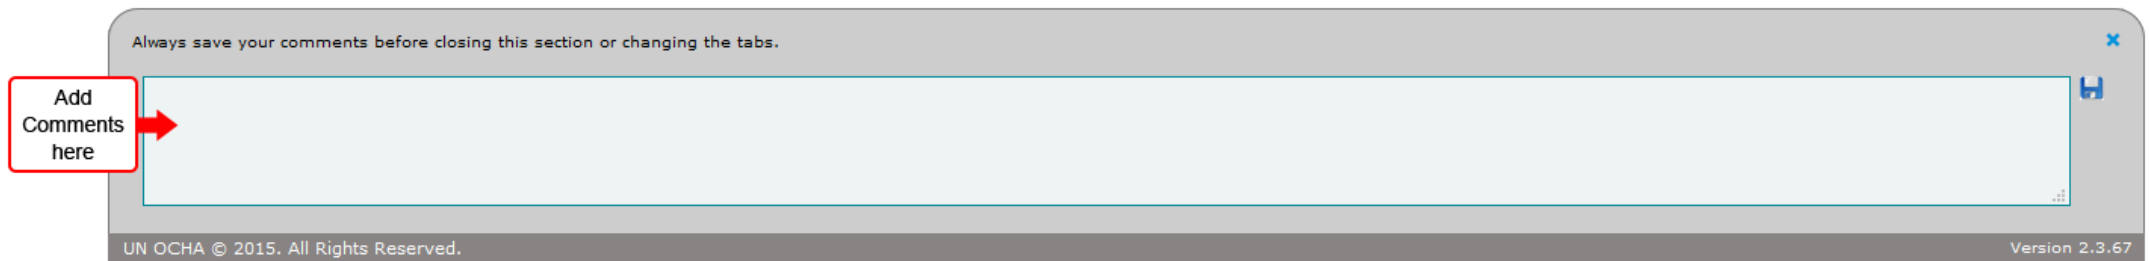 Always save your comments before closing this section or changing the tabs.
Add
Comments
here
UN OCHA © 2015. All Rights Reserved.
Version 2.3.67